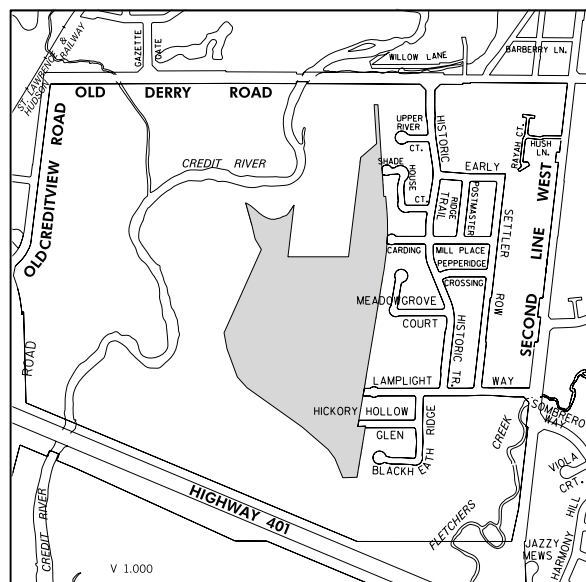 ST. LAWRENCE &
HUDSON RAILWAY
GAZETTE
GATE
WILLOW LANE
BARBERRY LN.
OLD DERRY ROAD
OLDCREDITVIEW ROAD
ROAD
CREDIT RIVER
UPPER
RIVER
CT.
HISTORIC
SHADE
HOUSE
CT.
EARLY
SETTLER
ROW
RAYAH CT.
HUSH
LN.
RIDGE
TRAIL
POSTMASTER
SECOND LINE WEST
CARDING
MILL PLACE
PEPPERIDGE
CROSSING
MEADOWGROVE
COURT
HISTORIC TR.
LAMPLIGHT WAY
HICKORY HOLLOW
GLEN
BLACKHEATH RIDGE
FLETCHERS CREEK
SOMBRERO
WAY
VIOLA
CRT.
HARMONY HILL
JAZZY
MEWS
HIGHWAY 401
CREDIT RIVER
V 1.000